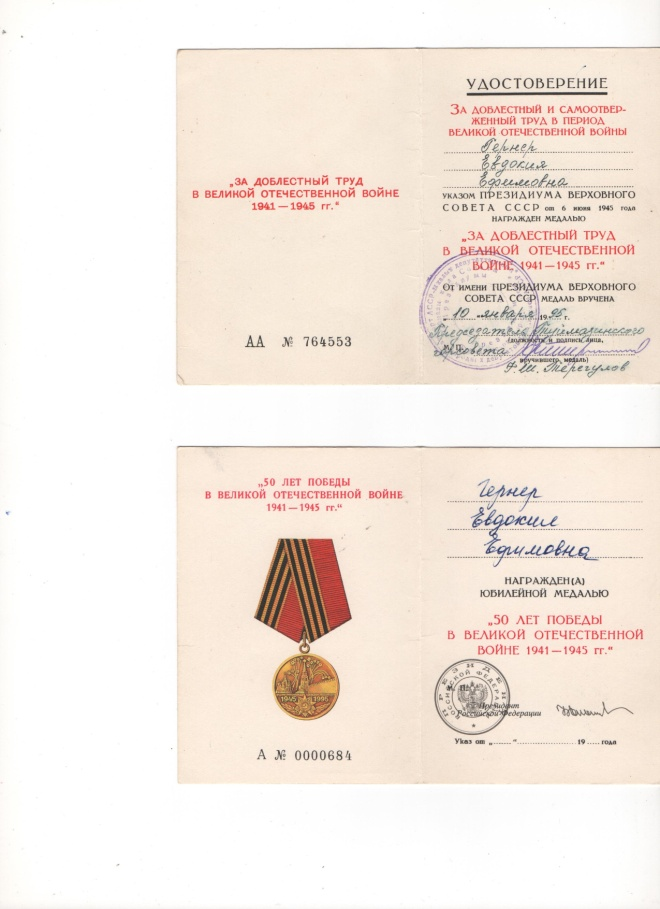 „ЗА ДОБЛЕСТНЫЙ ТРУД
В ВЕЛИКОЙ ОТЕЧЕСТВЕННОЙ ВОЙНЕ
1941—1945 гг.“
АА № 764553
УДОСТОВЕРЕНИЕ
ЗА ДОБЛЕСТНЫЙ И САМООТВЕР-
ЖЕННЫЙ ТРУД В ПЕРИОД
ВЕЛИКОЙ ОТЕЧЕСТВЕННОЙ ВОЙНЫ
Гернер
Евдокия
Ефимовна
УКАЗОМ ПРЕЗИДИУМА ВЕРХОВНОГО
СОВЕТА СССР от 6 июня 1945 года
НАГРАЖДЕН МЕДАЛЬЮ
„ЗА ДОБЛЕСТНЫЙ ТРУД
В ВЕЛИКОЙ ОТЕЧЕСТВЕННОЙ
ВОЙНЕ 1941—1945 гг.“
ОТ ИМЕНИ ПРЕЗИДИУМА ВЕРХОВНОГО
СОВЕТА СССР МЕДАЛЬ ВРУЧЕНА
„10“ января 1995 г.
Председатель
(должность и подпись лица,
совета
вручившего медаль)
Ф.Ш. Терегулов
„50 ЛЕТ ПОБЕДЫ
В ВЕЛИКОЙ ОТЕЧЕСТВЕННОЙ ВОЙНЕ
1941—1945 гг.“
1945 1995
А № 0000684
Гернер
Евдокия
Ефимовна
НАГРАЖДЕН(А)
ЮБИЛЕЙНОЙ МЕДАЛЬЮ
„50 ЛЕТ ПОБЕДЫ
В ВЕЛИКОЙ ОТЕЧЕСТВЕННОЙ
ВОЙНЕ 1941—1945 гг.“
М. П.
Президент
Российской Федерации
Указ от „......“ 19 ..... года